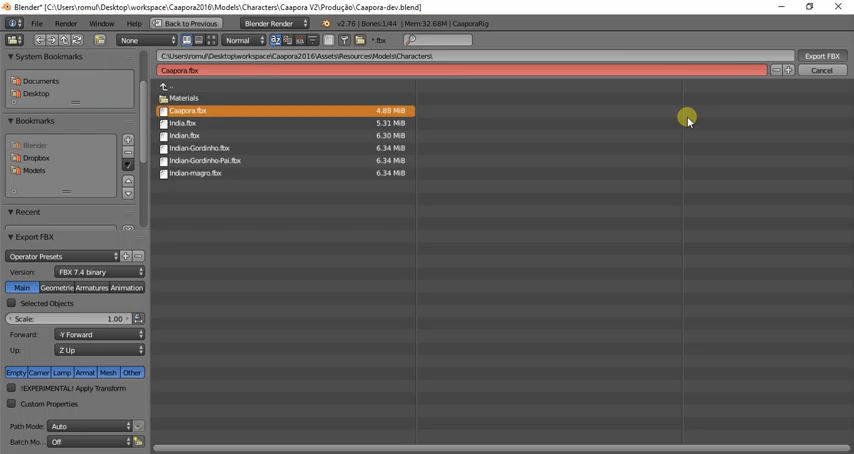 Blender* [C:\Users\romul\Desktop\workspace\Caapora2016\Models\Characters\Caapora V2\Produção\Caapora-dev.blend]
File Render Window Help Back to Previous Blender Render v2.76 | Bones:1/44 | Mem:32.68M | CaaporaRig
None Normal *.fbx
System Bookmarks
Documents
Desktop
Bookmarks
Blender
Dropbox
Models
Recent
Export FBX
Operator Presets
Version: FBX 7.4 binary
Main Geometrie Armatures Animation
Selected Objects
Scale: 1.00
Forward: -Y Forward
Up: Z Up
Empty Camer Lamp Armat Mesh Other
!EXPERIMENTAL! Apply Transform
Custom Properties
Path Mode: Auto
Batch Mo... Off
C:\Users\romul\Desktop\workspace\Caapora2016\Assets\Resources\Models\Characters\ Export FBX
Caapora.fbx Cancel
..
Materials
Caapora.fbx 4.88 MiB
India.fbx 5.31 MiB
Indian.fbx 6.30 MiB
Indian-Gordinho.fbx 6.34 MiB
Indian-Gordinho-Pai.fbx 6.34 MiB
Indian-magro.fbx 6.34 MiB